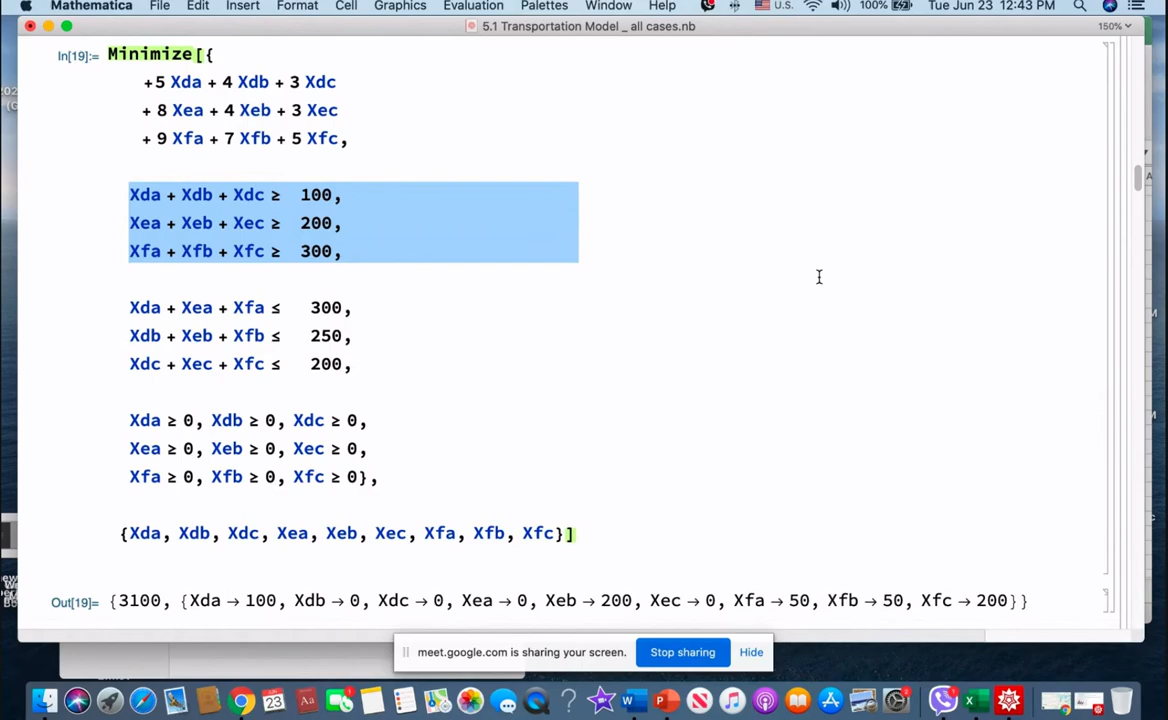 Mathematica File Edit Insert Format Cell Graphics Evaluation Palettes Window Help U.S. 100% Tue Jun 23 12:43 PM
5.1 Transportation Model _ all cases.nb 150%
In[19]:= Minimize[{
+5 Xda + 4 Xdb + 3 Xdc
+ 8 Xea + 4 Xeb + 3 Xec
+ 9 Xfa + 7 Xfb + 5 Xfc,
Xda + Xdb + Xdc ≥ 100,
Xea + Xeb + Xec ≥ 200,
Xfa + Xfb + Xfc ≥ 300,
Xda + Xea + Xfa ≤ 300,
Xdb + Xeb + Xfb ≤ 250,
Xdc + Xec + Xfc ≤ 200,
Xda ≥ 0, Xdb ≥ 0, Xdc ≥ 0,
Xea ≥ 0, Xeb ≥ 0, Xec ≥ 0,
Xfa ≥ 0, Xfb ≥ 0, Xfc ≥ 0},
{Xda, Xdb, Xdc, Xea, Xeb, Xec, Xfa, Xfb, Xfc}]
Out[19]= {3100, {Xda → 100, Xdb → 0, Xdc → 0, Xea → 0, Xeb → 200, Xec → 0, Xfa → 50, Xfb → 50, Xfc → 200}}
meet.google.com is sharing your screen. Stop sharing Hide